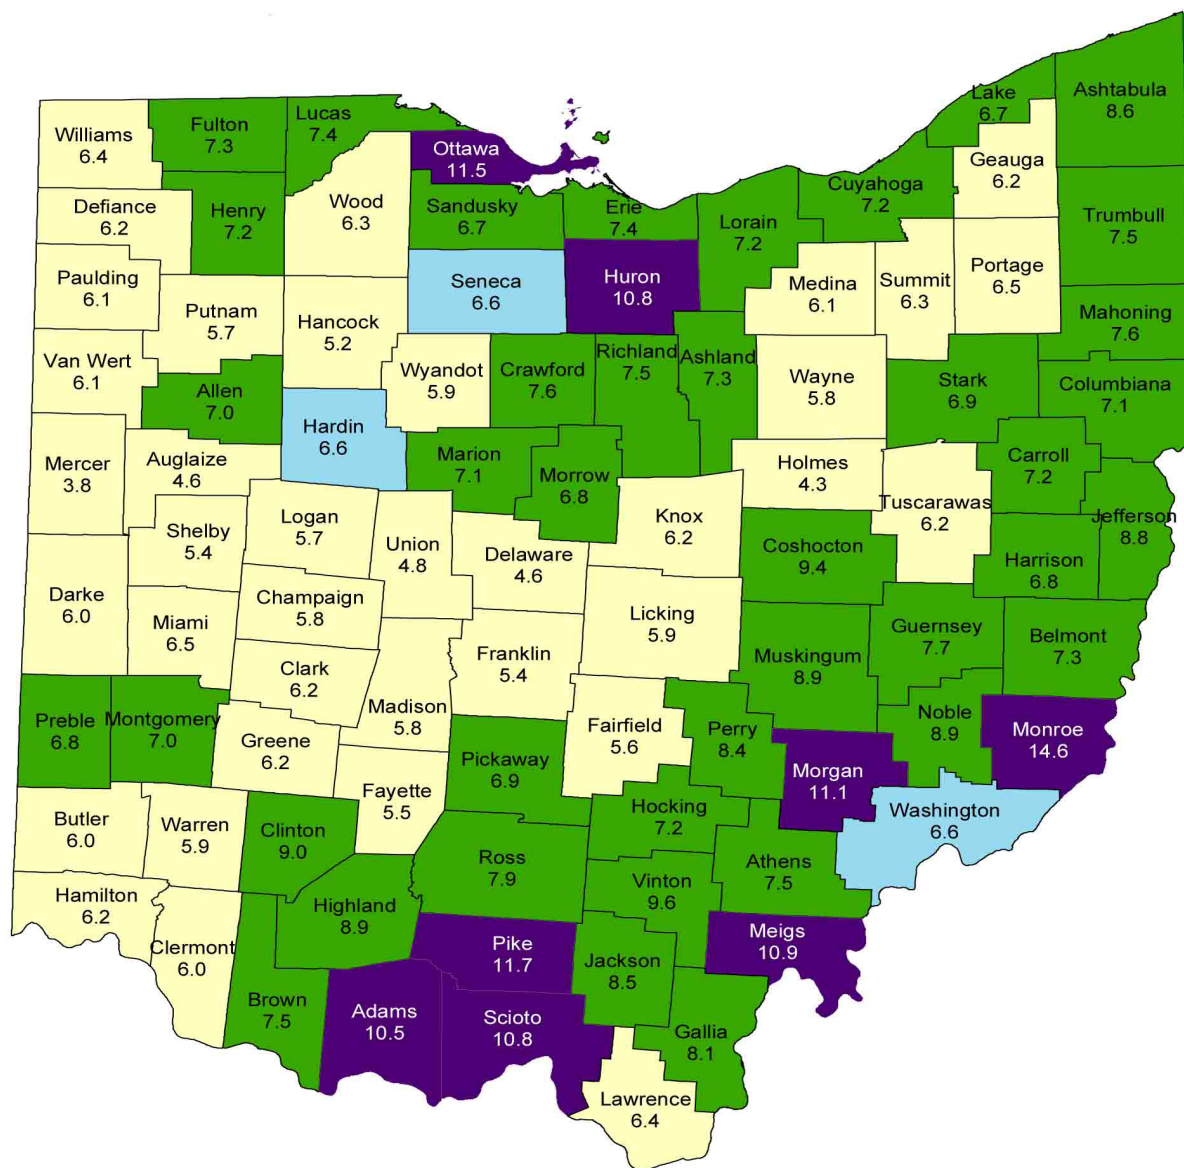 Williams
6.4
Fulton
7.3
Lucas
7.4
Ottawa
11.5
Lake
6.7
Ashtabula
8.6
Geauga
6.2
Defiance
6.2
Henry
7.2
Wood
6.3
Sandusky
6.7
Erie
7.4
Lorain
7.2
Cuyahoga
7.2
Trumbull
7.5
Paulding
6.1
Putnam
5.7
Hancock
5.2
Seneca
6.6
Huron
10.8
Medina
6.1
Summit
6.3
Portage
6.5
Mahoning
7.6
Van Wert
6.1
Allen
7.0
Wyandot
5.9
Crawford
7.6
Richland
7.5
Ashland
7.3
Wayne
5.8
Stark
6.9
Columbiana
7.1
Mercer
3.8
Auglaize
4.6
Hardin
6.6
Marion
7.1
Morrow
6.8
Holmes
4.3
Tuscarawas
6.2
Carroll
7.2
Jefferson
8.8
Shelby
5.4
Logan
5.7
Union
4.8
Delaware
4.6
Knox
6.2
Coshocton
9.4
Harrison
6.8
Darke
6.0
Miami
6.5
Champaign
5.8
Licking
5.9
Muskingum
8.9
Guernsey
7.7
Belmont
7.3
Clark
6.2
Franklin
5.4
Madison
5.8
Preble
6.8
Montgomery
7.0
Greene
6.2
Pickaway
6.9
Fairfield
5.6
Perry
8.4
Morgan
11.1
Noble
8.9
Monroe
14.6
Fayette
5.5
Hocking
7.2
Washington
6.6
Butler
6.0
Warren
5.9
Clinton
9.0
Ross
7.9
Vinton
9.6
Athens
7.5
Hamilton
6.2
Clermont
6.0
Highland
8.9
Pike
11.7
Jackson
8.5
Meigs
10.9
Brown
7.5
Adams
10.5
Scioto
10.8
Gallia
8.1
Lawrence
6.4